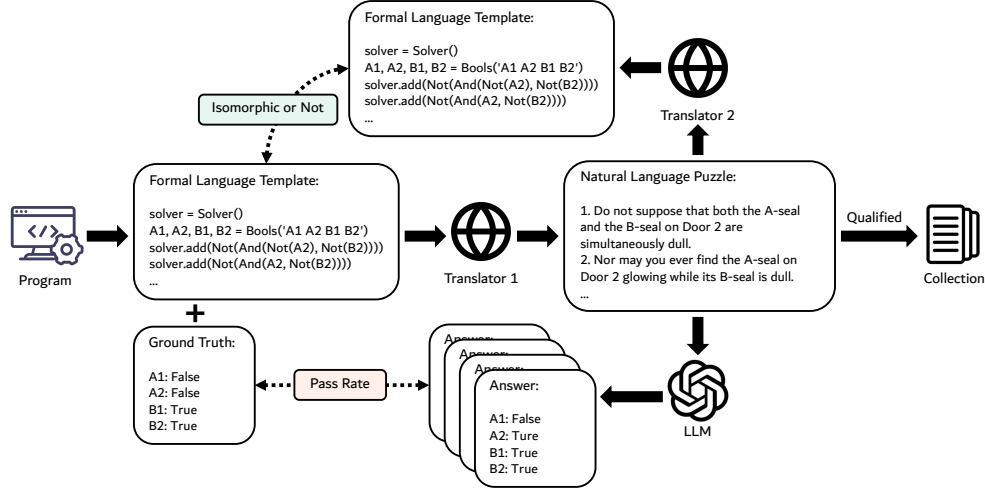 Formal Language Template:
solver = Solver()
A1, A2, B1, B2 = Bools('A1 A2 B1 B2')
solver.add(Not(And(Not(A2), Not(B2))))
solver.add(Not(And(A2, Not(B2))))
...
Translator 2
Isomorphic or Not
Formal Language Template:
solver = Solver()
A1, A2, B1, B2 = Bools('A1 A2 B1 B2')
solver.add(Not(And(Not(A2), Not(B2))))
solver.add(Not(And(A2, Not(B2))))
...
Program
Translator 1
Natural Language Puzzle:
1. Do not suppose that both the A-seal
and the B-seal on Door 2 are
simultaneously dull.
2. Nor may you ever find the A-seal on
Door 2 glowing while its B-seal is dull.
...
Qualified
Collection
+
Ground Truth:
A1: False
A2: False
B1: True
B2: True
Pass Rate
Answer:
Answer:
Answer:
Answer:
A1: False
A2: Ture
B1: True
B2: True
LLM